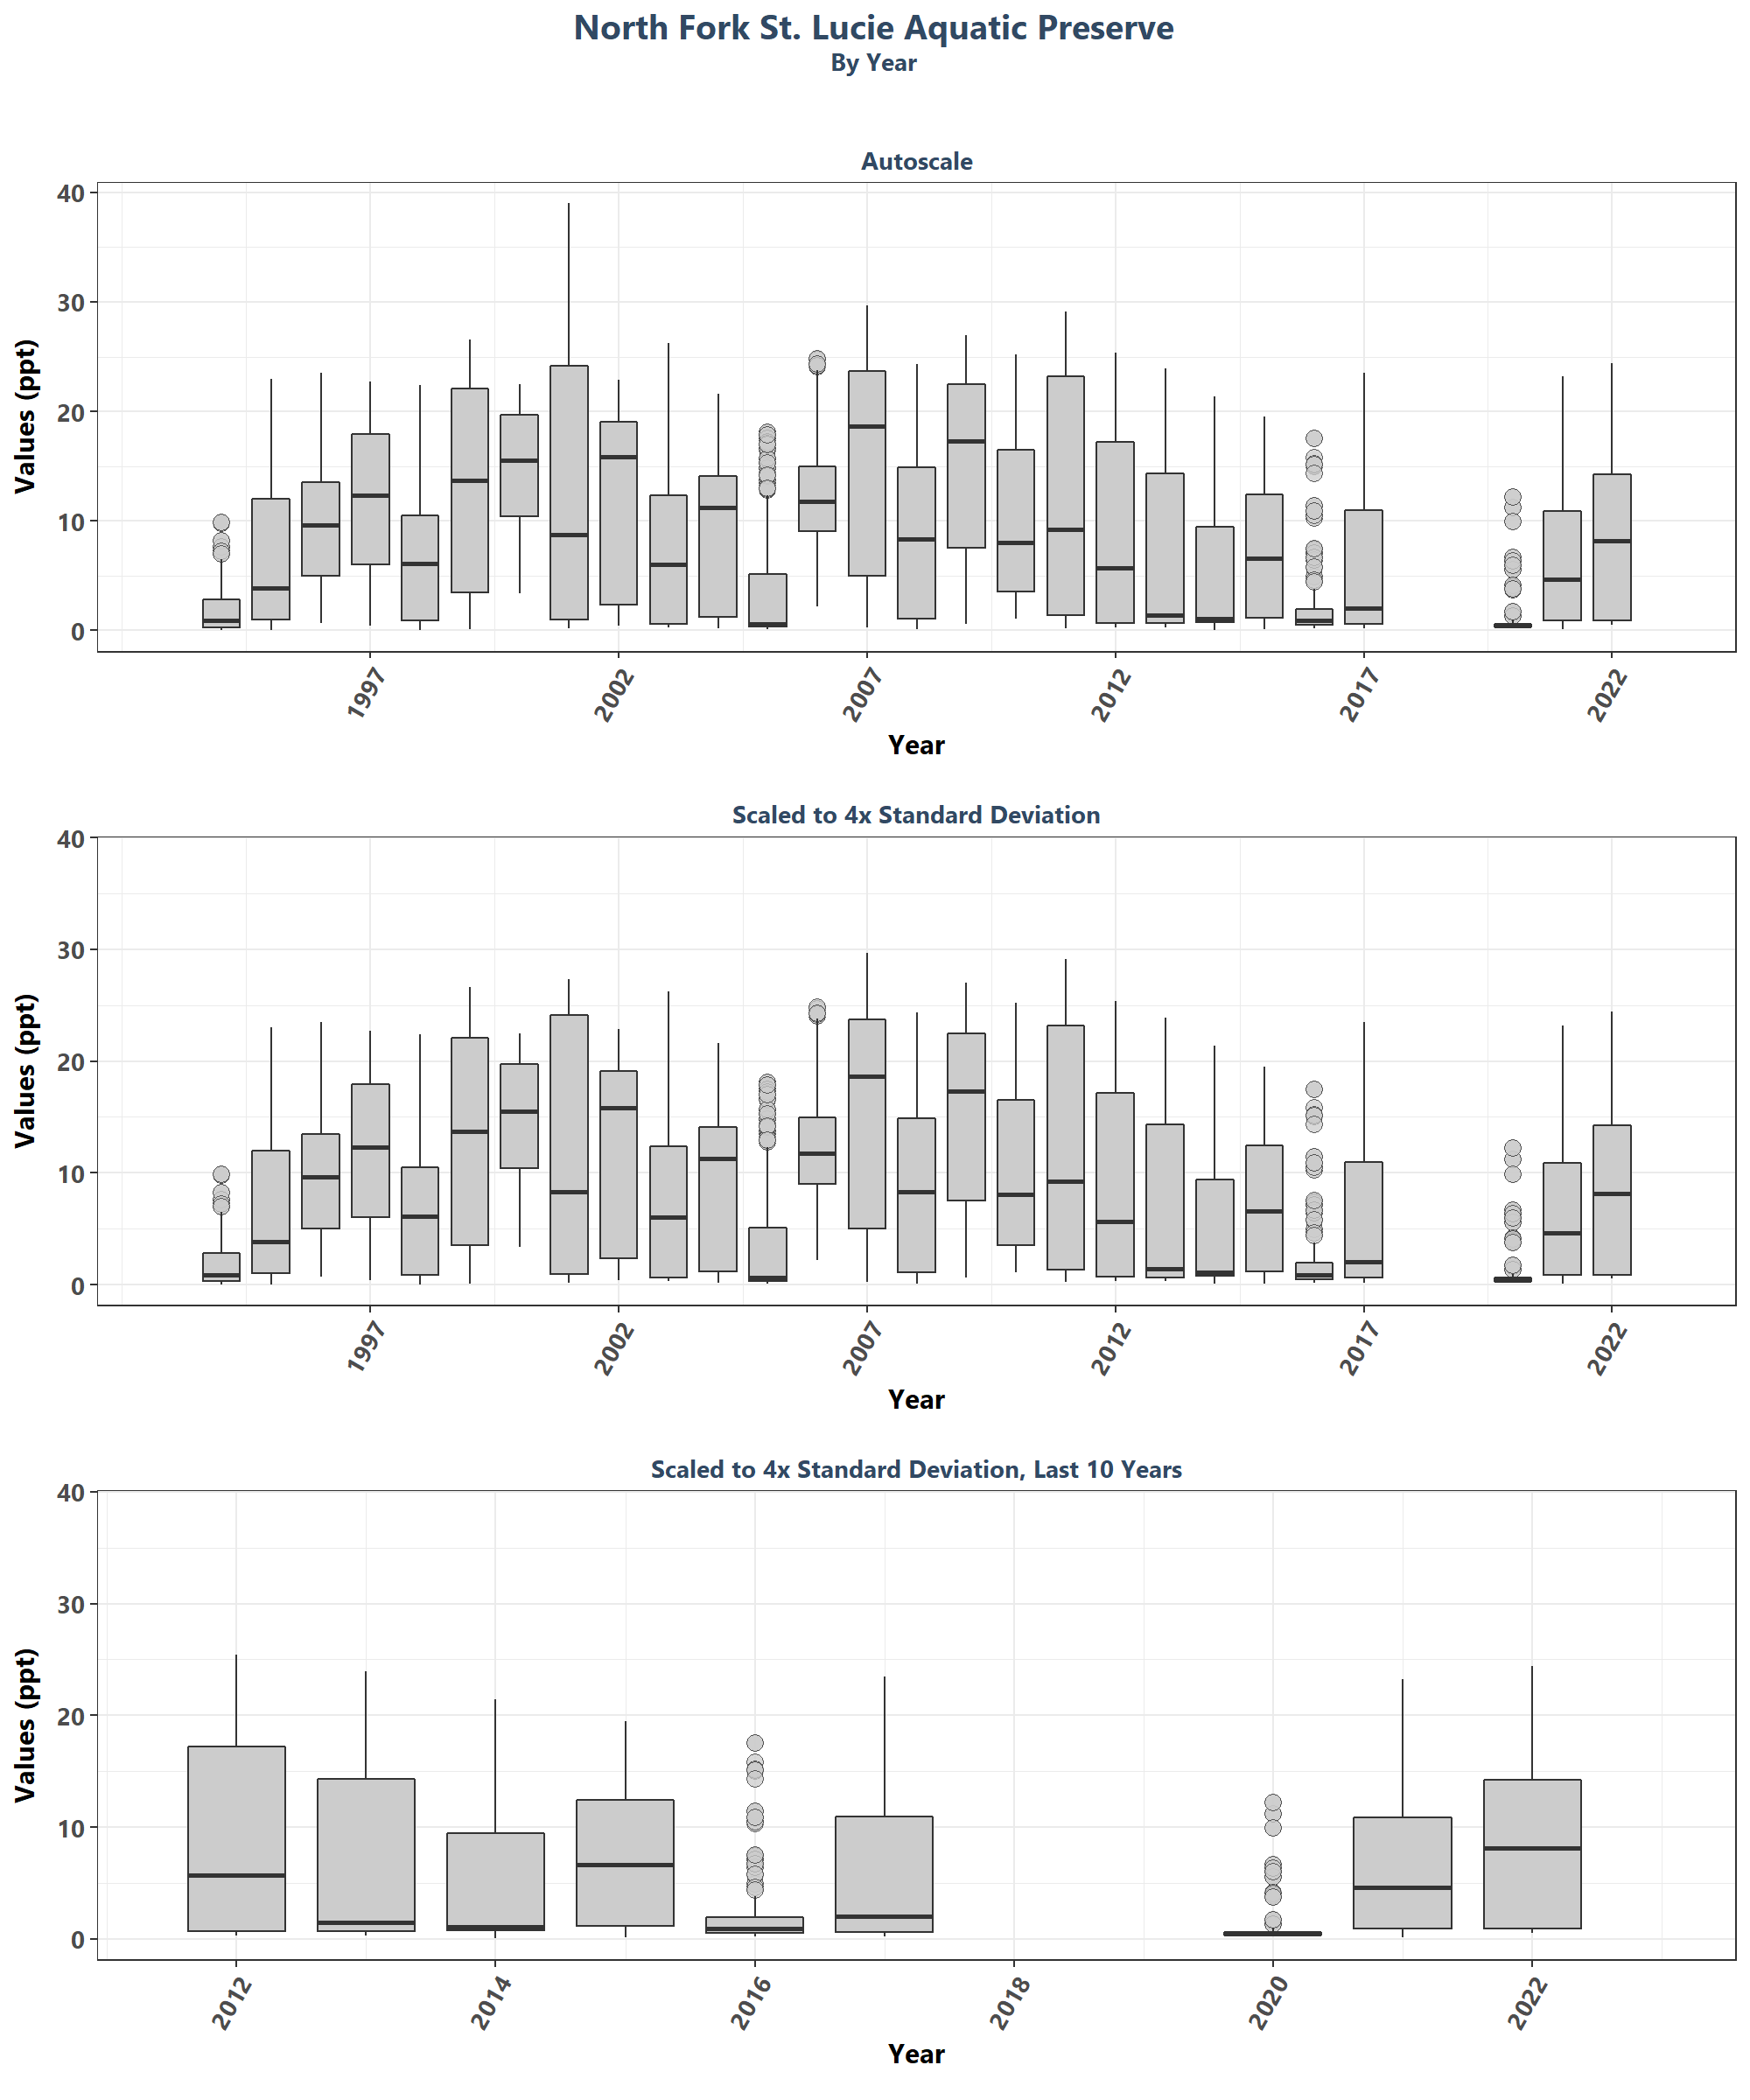 North Fork St. Lucie Aquatic Preserve
By Year
Autoscale
Values (ppt)
40
30
20
10
0
1997 2002 2007 2012 2017 2022
Year
Scaled to 4x Standard Deviation
Values (ppt)
40
30
20
10
0
1997 2002 2007 2012 2017 2022
Year
Scaled to 4x Standard Deviation, Last 10 Years
Values (ppt)
40
30
20
10
0
2012 2014 2016 2018 2020 2022
Year